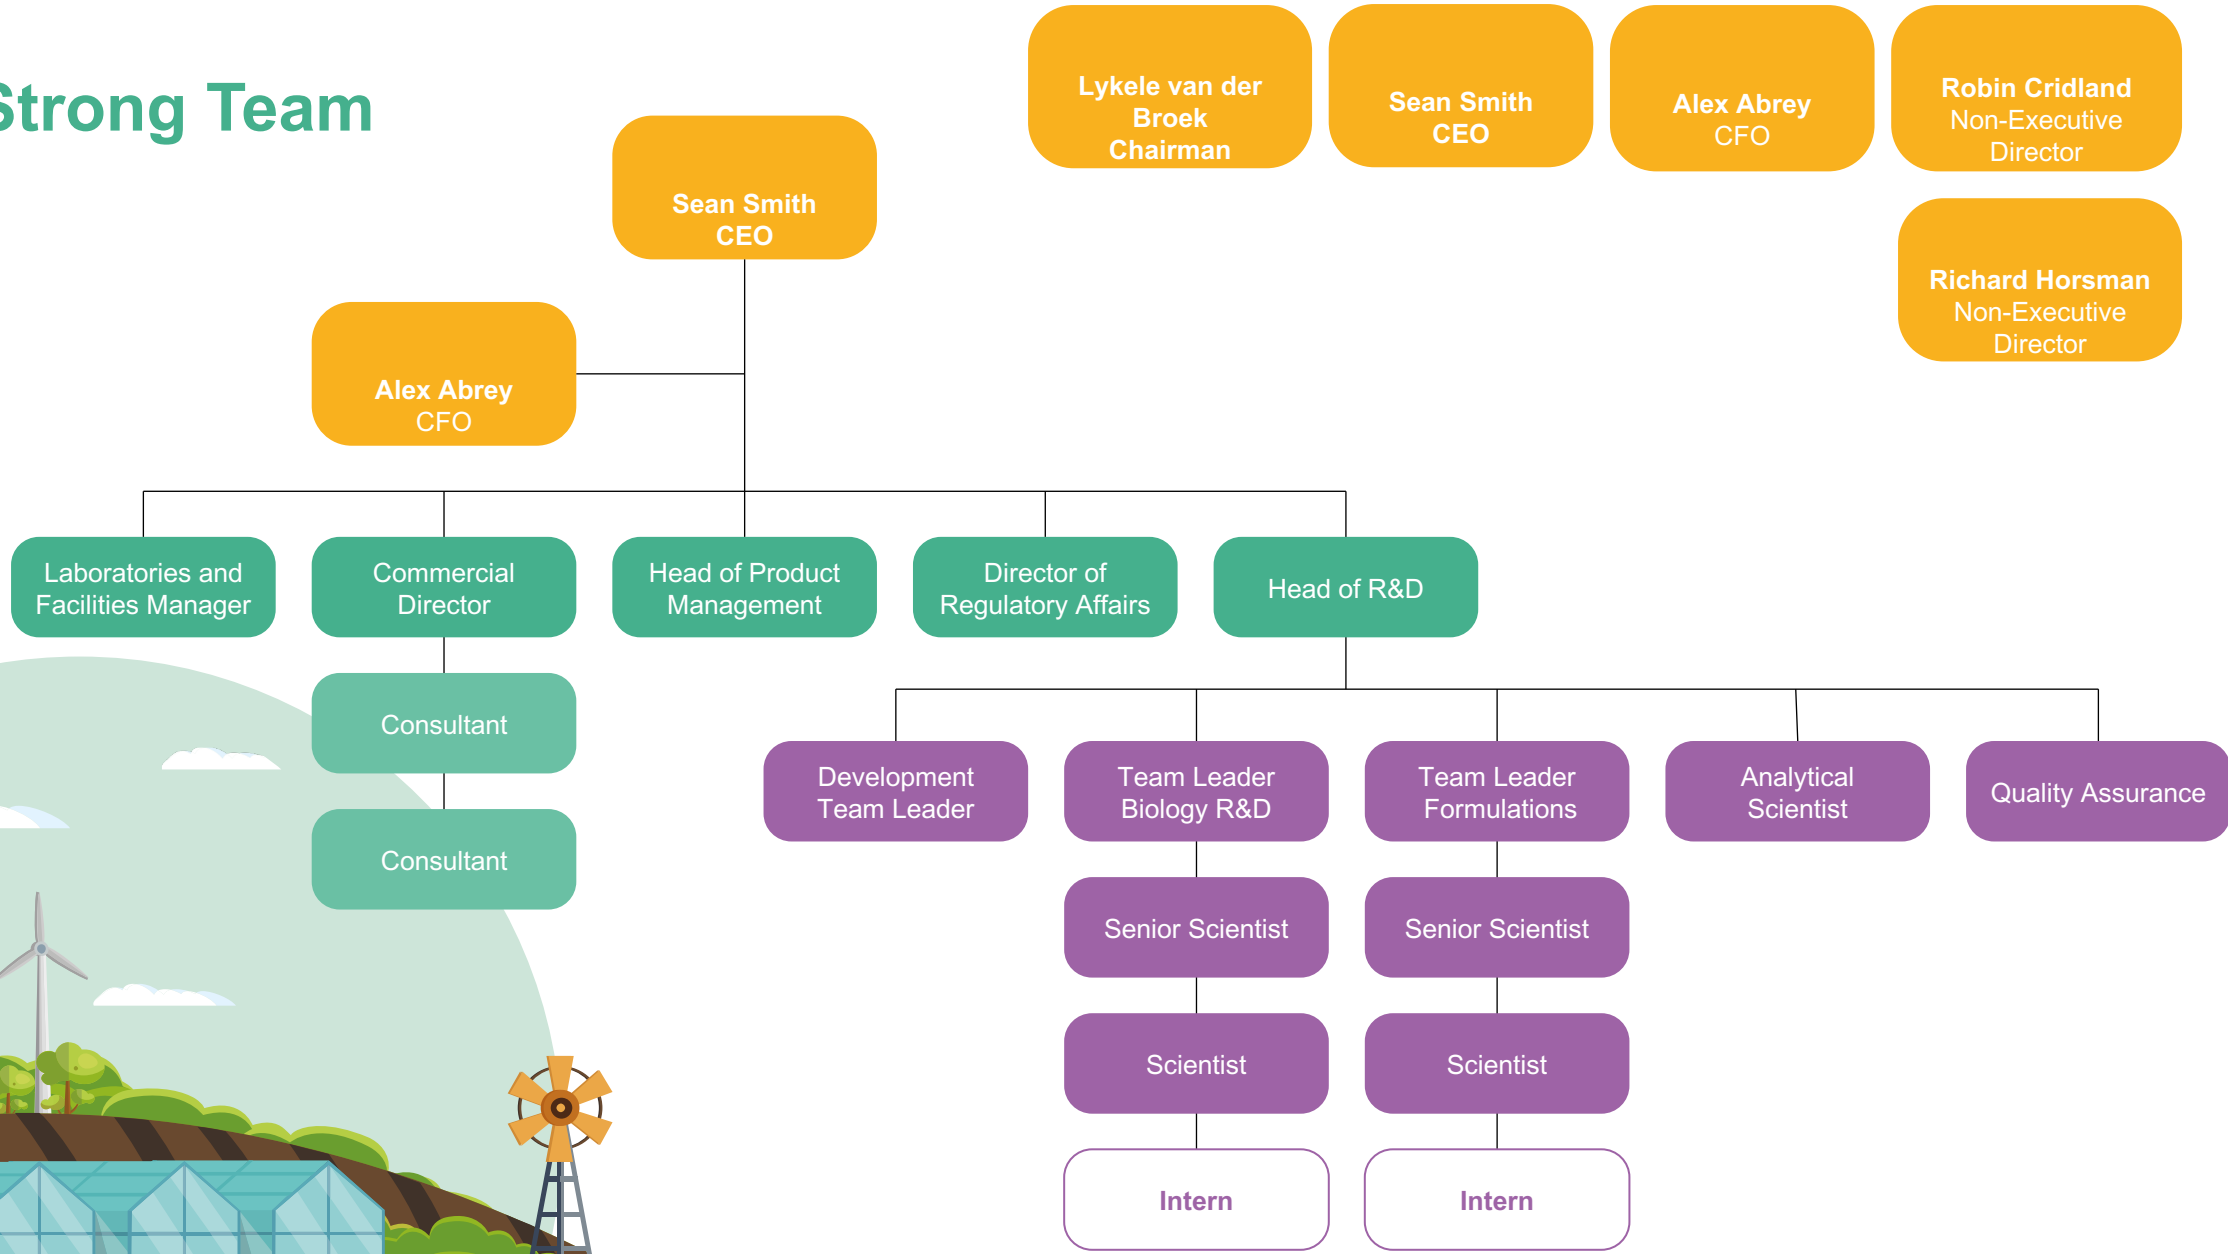 Strong Team
Lykele van der
Broek
Chairman
Sean Smith
CEO
Alex Abrey
CFO
Robin Cridland
Non-Executive
Director
Richard Horsman
Non-Executive
Director
Sean Smith
CEO
Alex Abrey
CFO
Laboratories and
Facilities Manager
Commercial
Director
Head of Product
Management
Director of
Regulatory Affairs
Head of R&D
Consultant
Consultant
Development
Team Leader
Team Leader
Biology R&D
Team Leader
Formulations
Analytical
Scientist
Quality Assurance
Senior Scientist
Senior Scientist
Scientist
Scientist
Intern
Intern